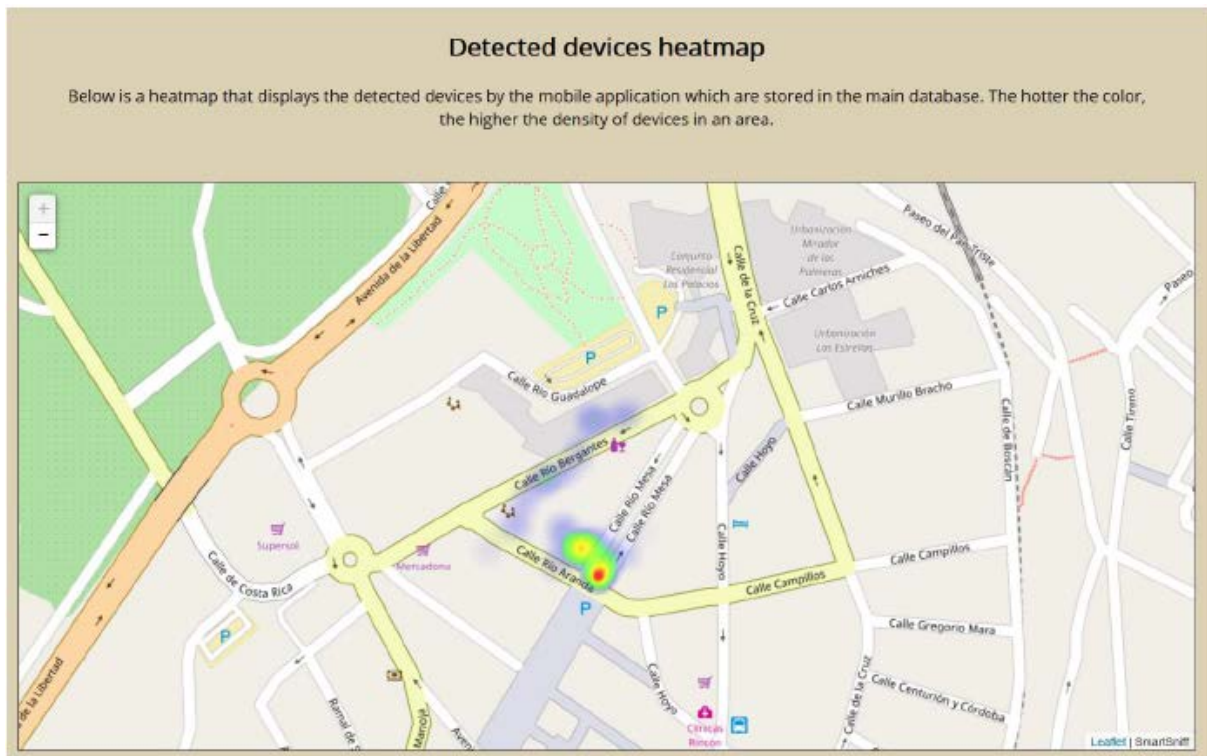 Detected devices heatmap
Below is a heatmap that displays the detected devices by the mobile application which are stored in the main database. The hotter the color,
the higher the density of devices in an area.
+
−
Avenida de la Libertad
Conjunto
Residencial
Los Palacios
Urbanización
Mirador
de las
Palmeras
Paseo del Pan Triste
Paseo
Calle de la Cruz
Calle Carlos Arniches
P
P
Urbanización
Las Estrellas
Calle Río Guadalope
Calle Murillo Bracho
Calle de Boscán
Calle Tireno
Calle Río Bergantes
Calle Río Mesa
Calle Río Mesa
Calle Hoyo
Supersol
Mercadona
Calle de Costa Rica
Calle Río Aranda
Calle Hoyo
Calle Campillos
Calle Campillos
P
P
Calle Gregorio Mara
de la Libertad
Calle Hoyo
Calle de la Cruz
Calle Centurión y Córdoba
Clínicas
Rincón
Leaflet | SmartSniff